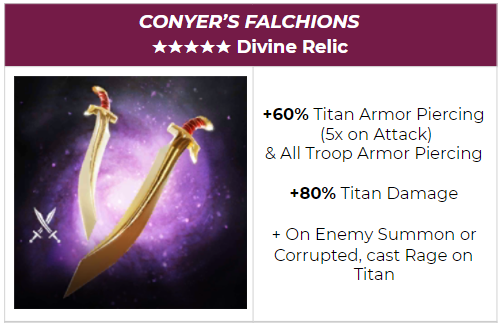 CONYER’S FALCHIONS
★★★★★ Divine Relic
+60% Titan Armor Piercing
(5x on Attack)
& All Troop Armor Piercing
+80% Titan Damage
+ On Enemy Summon or
Corrupted, cast Rage on
Titan